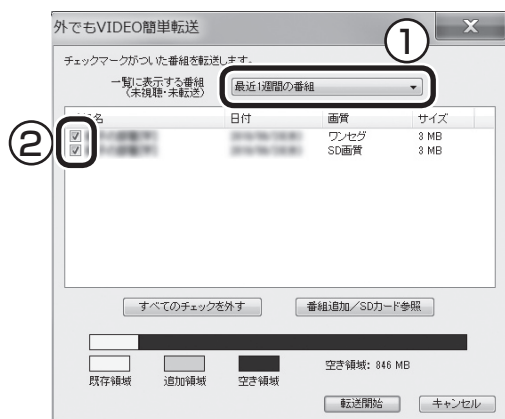 外でもVIDEO簡単転送
①
チェックマークがついた番組を転送します。
一覧に表示する番組
(未視聴・未転送)
最近1週間の番組
名 日付 画質 サイズ
②
ワンセグ 3 MB
SD画質 3 MB
すべてのチェックを外す 番組追加/SDカード参照
空き領域: 846 MB
既存領域 追加領域 空き領域
転送開始 キャンセル